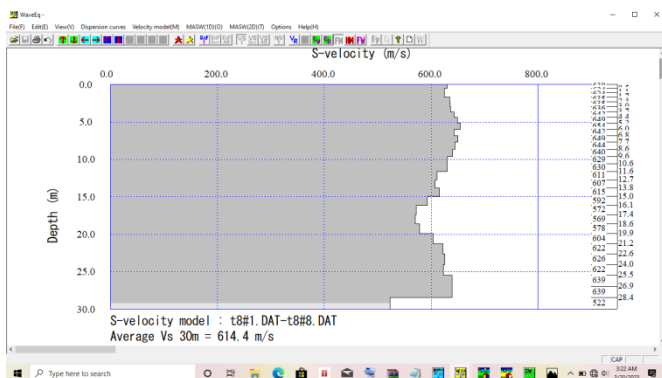 WaveEq -
File(F) Edit(E) View(V) Dispersion curves Velocity model(M) MASW(1D)(O) MASW(2D)(T) Options Help(H)
S-velocity (m/s)
0.0 200.0 400.0 600.0 800.0
0.0
5.0
10.0
15.0
20.0
25.0
30.0
Depth (m)
649
654 5.2
642 6.0
649 6.8
644 7.7
640 8.6
629 9.6
630 10.6
611 11.6
607 12.7
615 13.8
592 15.0
572 16.1
569 17.4
578 18.6
604 19.9
622 21.2
626 22.6
622 24.0
639 25.5
639 26.9
522 28.4
S-velocity model : t8#1.DAT-t8#8.DAT
Average Vs 30m = 614.4 m/s
CAP
Type here to search
3:22 AM